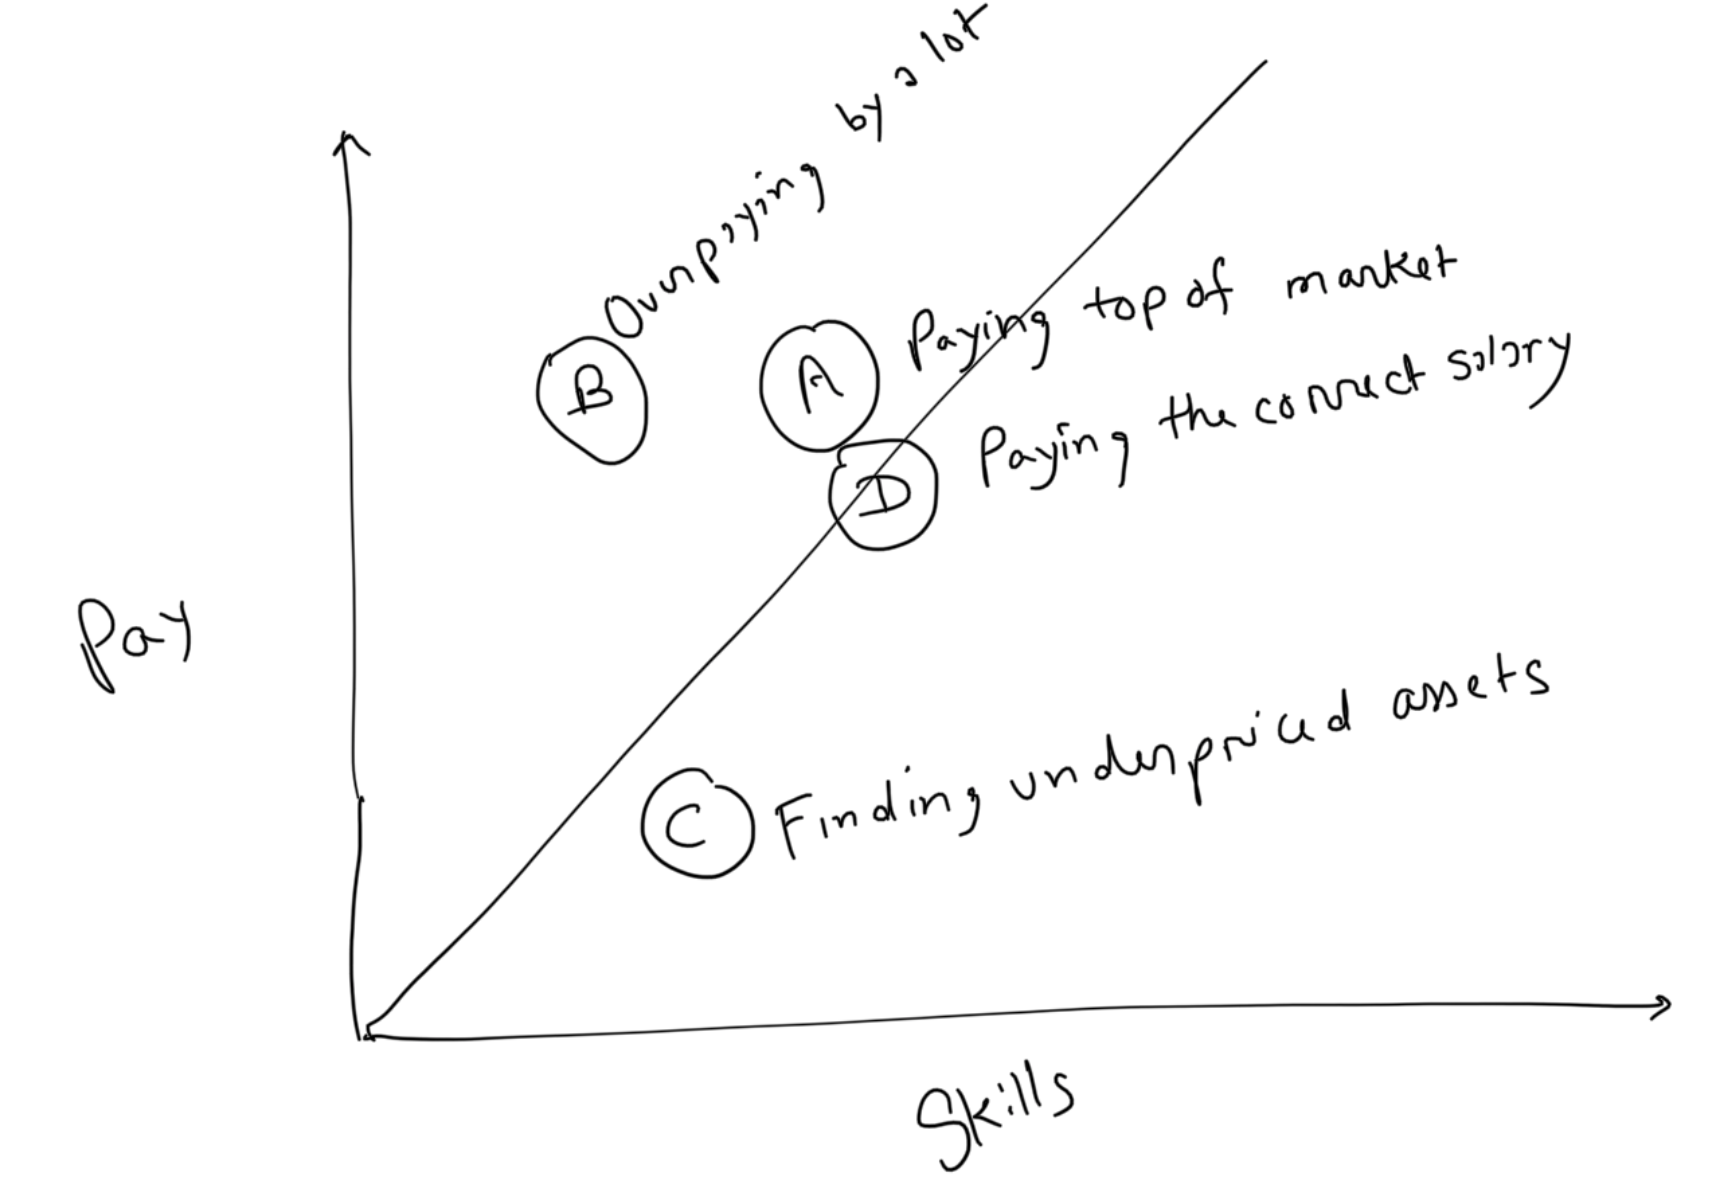 Overpaying by a lot
B
A
Paying top of market
D
Paying the correct salary
Pay
C
Finding underpriced assets
Skills